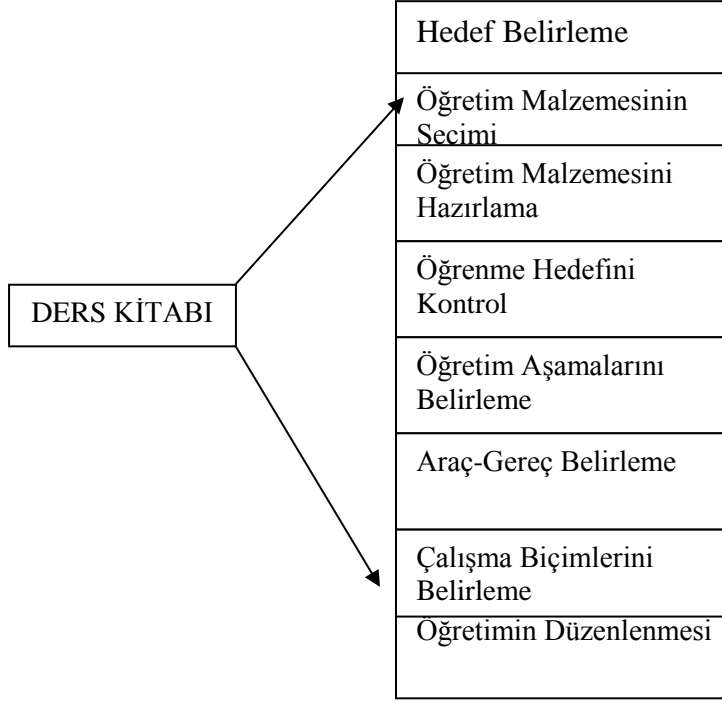 Hedef Belirleme
Öğretim Malzemesinin
Secimi
Öğretim Malzemesini
Hazırlama
Öğrenme Hedefini
Kontrol
DERS KİTABI
Öğretim Aşamalarını
Belirleme
Araç-Gereç Belirleme
Çalışma Biçimlerini
Belirleme
Öğretimin Düzenlenmesi